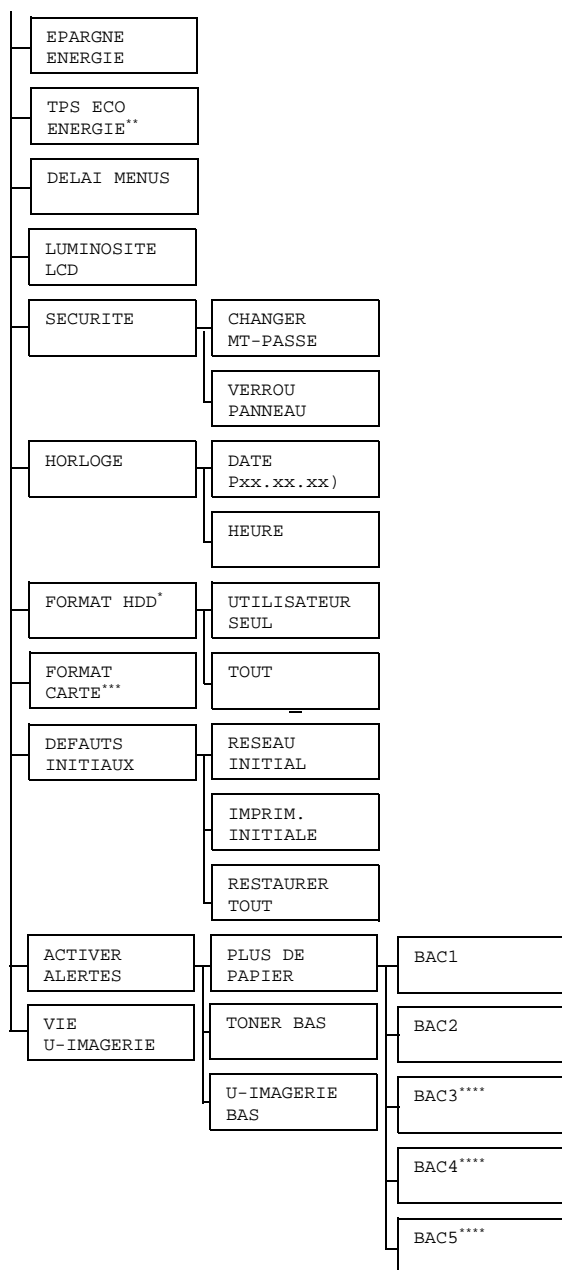 EPARGNE
ENERGIE
TPS ECO
ENERGIE**
DELAI MENUS
LUMINOSITE
LCD
SECURITE
CHANGER
MT-PASSE
VERROU
PANNEAU
HORLOGE
DATE
Pxx.xx.xx)
HEURE
FORMAT HDD*
UTILISATEUR
SEUL
FORMAT
CARTE***
TOUT
DEFAUTS
INITIAUX
RESEAU
INITIAL
IMPRIM.
INITIALE
RESTAURER
TOUT
ACTIVER
ALERTES
PLUS DE
PAPIER
BAC1
VIE
U-IMAGERIE
TONER BAS
BAC2
U-IMAGERIE
BAS
BAC3****
BAC4****
BAC5****